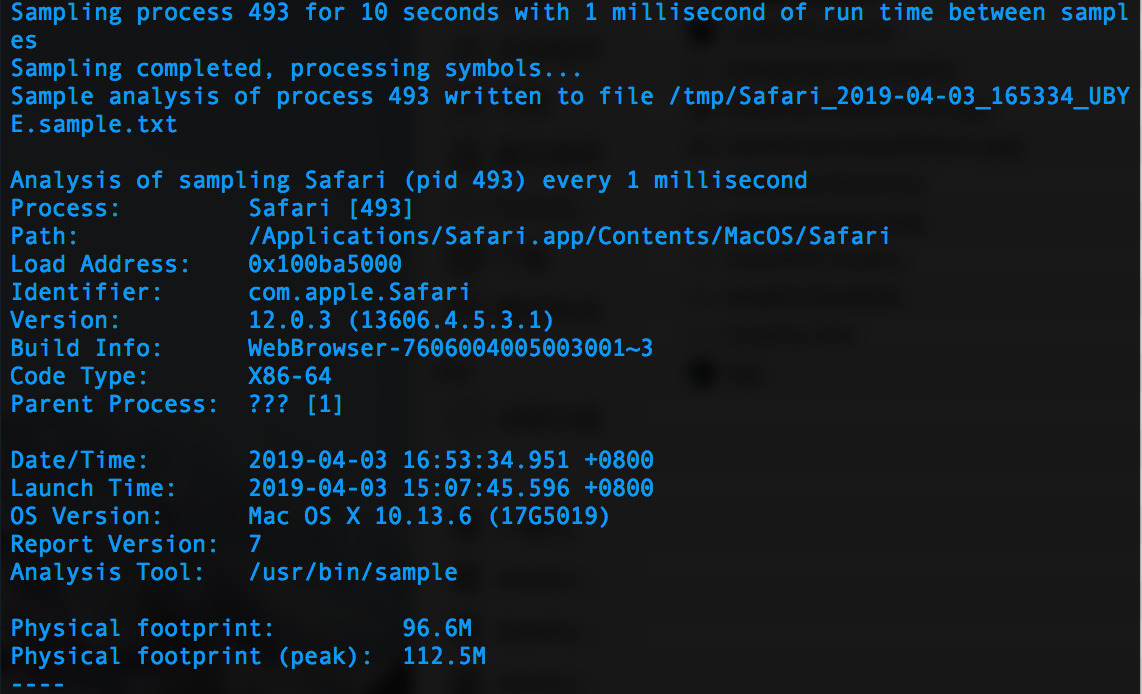 Sampling process 493 for 10 seconds with 1 millisecond of run time between sampl
es
Sampling completed, processing symbols...
Sample analysis of process 493 written to file /tmp/Safari_2019-04-03_165334_UBY
E.sample.txt
Analysis of sampling Safari (pid 493) every 1 millisecond
Process:         Safari [493]
Path:            /Applications/Safari.app/Contents/MacOS/Safari
Load Address:    0x100ba5000
Identifier:      com.apple.Safari
Version:         12.0.3 (13606.4.5.3.1)
Build Info:      WebBrowser-7606004005003001~3
Code Type:       X86-64
Parent Process:  ??? [1]
Date/Time:       2019-04-03 16:53:34.951 +0800
Launch Time:     2019-04-03 15:07:45.596 +0800
OS Version:      Mac OS X 10.13.6 (17G5019)
Report Version:  7
Analysis Tool:   /usr/bin/sample
Physical footprint:         96.6M
Physical footprint (peak):  112.5M
----